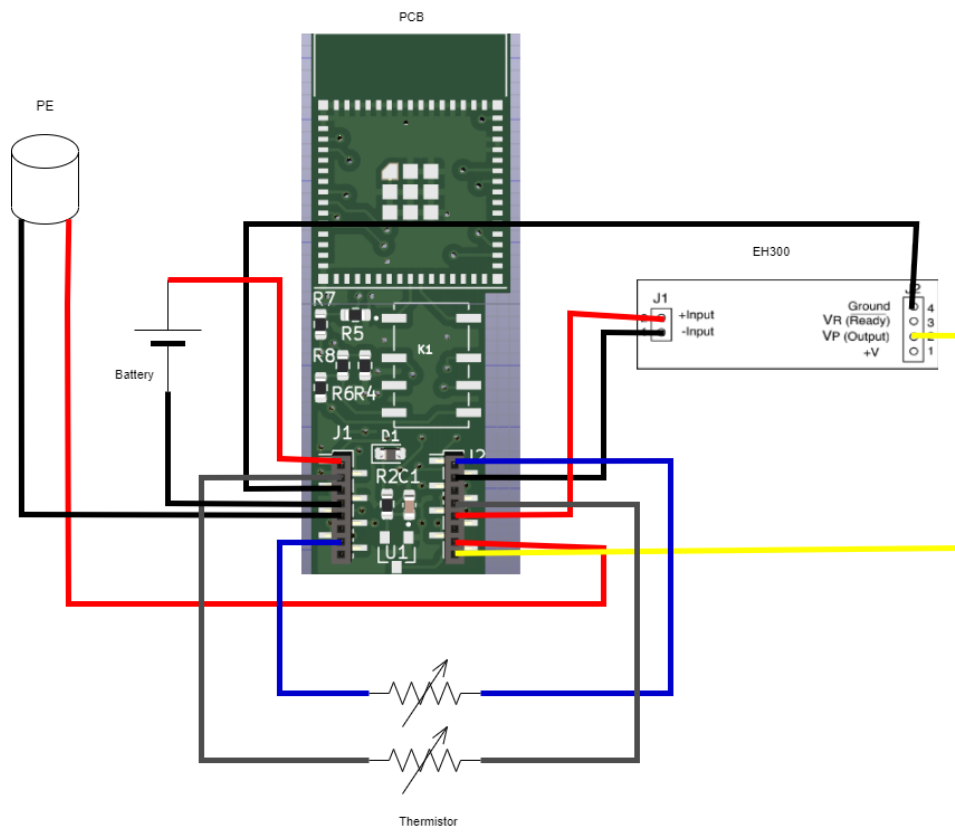 PCB
PE
EH300
J1
+Input
-Input
Ground
VR (Ready)
VP (Output)
+V
4
3
2
1
R7
R5
K1
R8
R6R4
Battery
J1
D1
J2
R2C1
U1
Thermistor